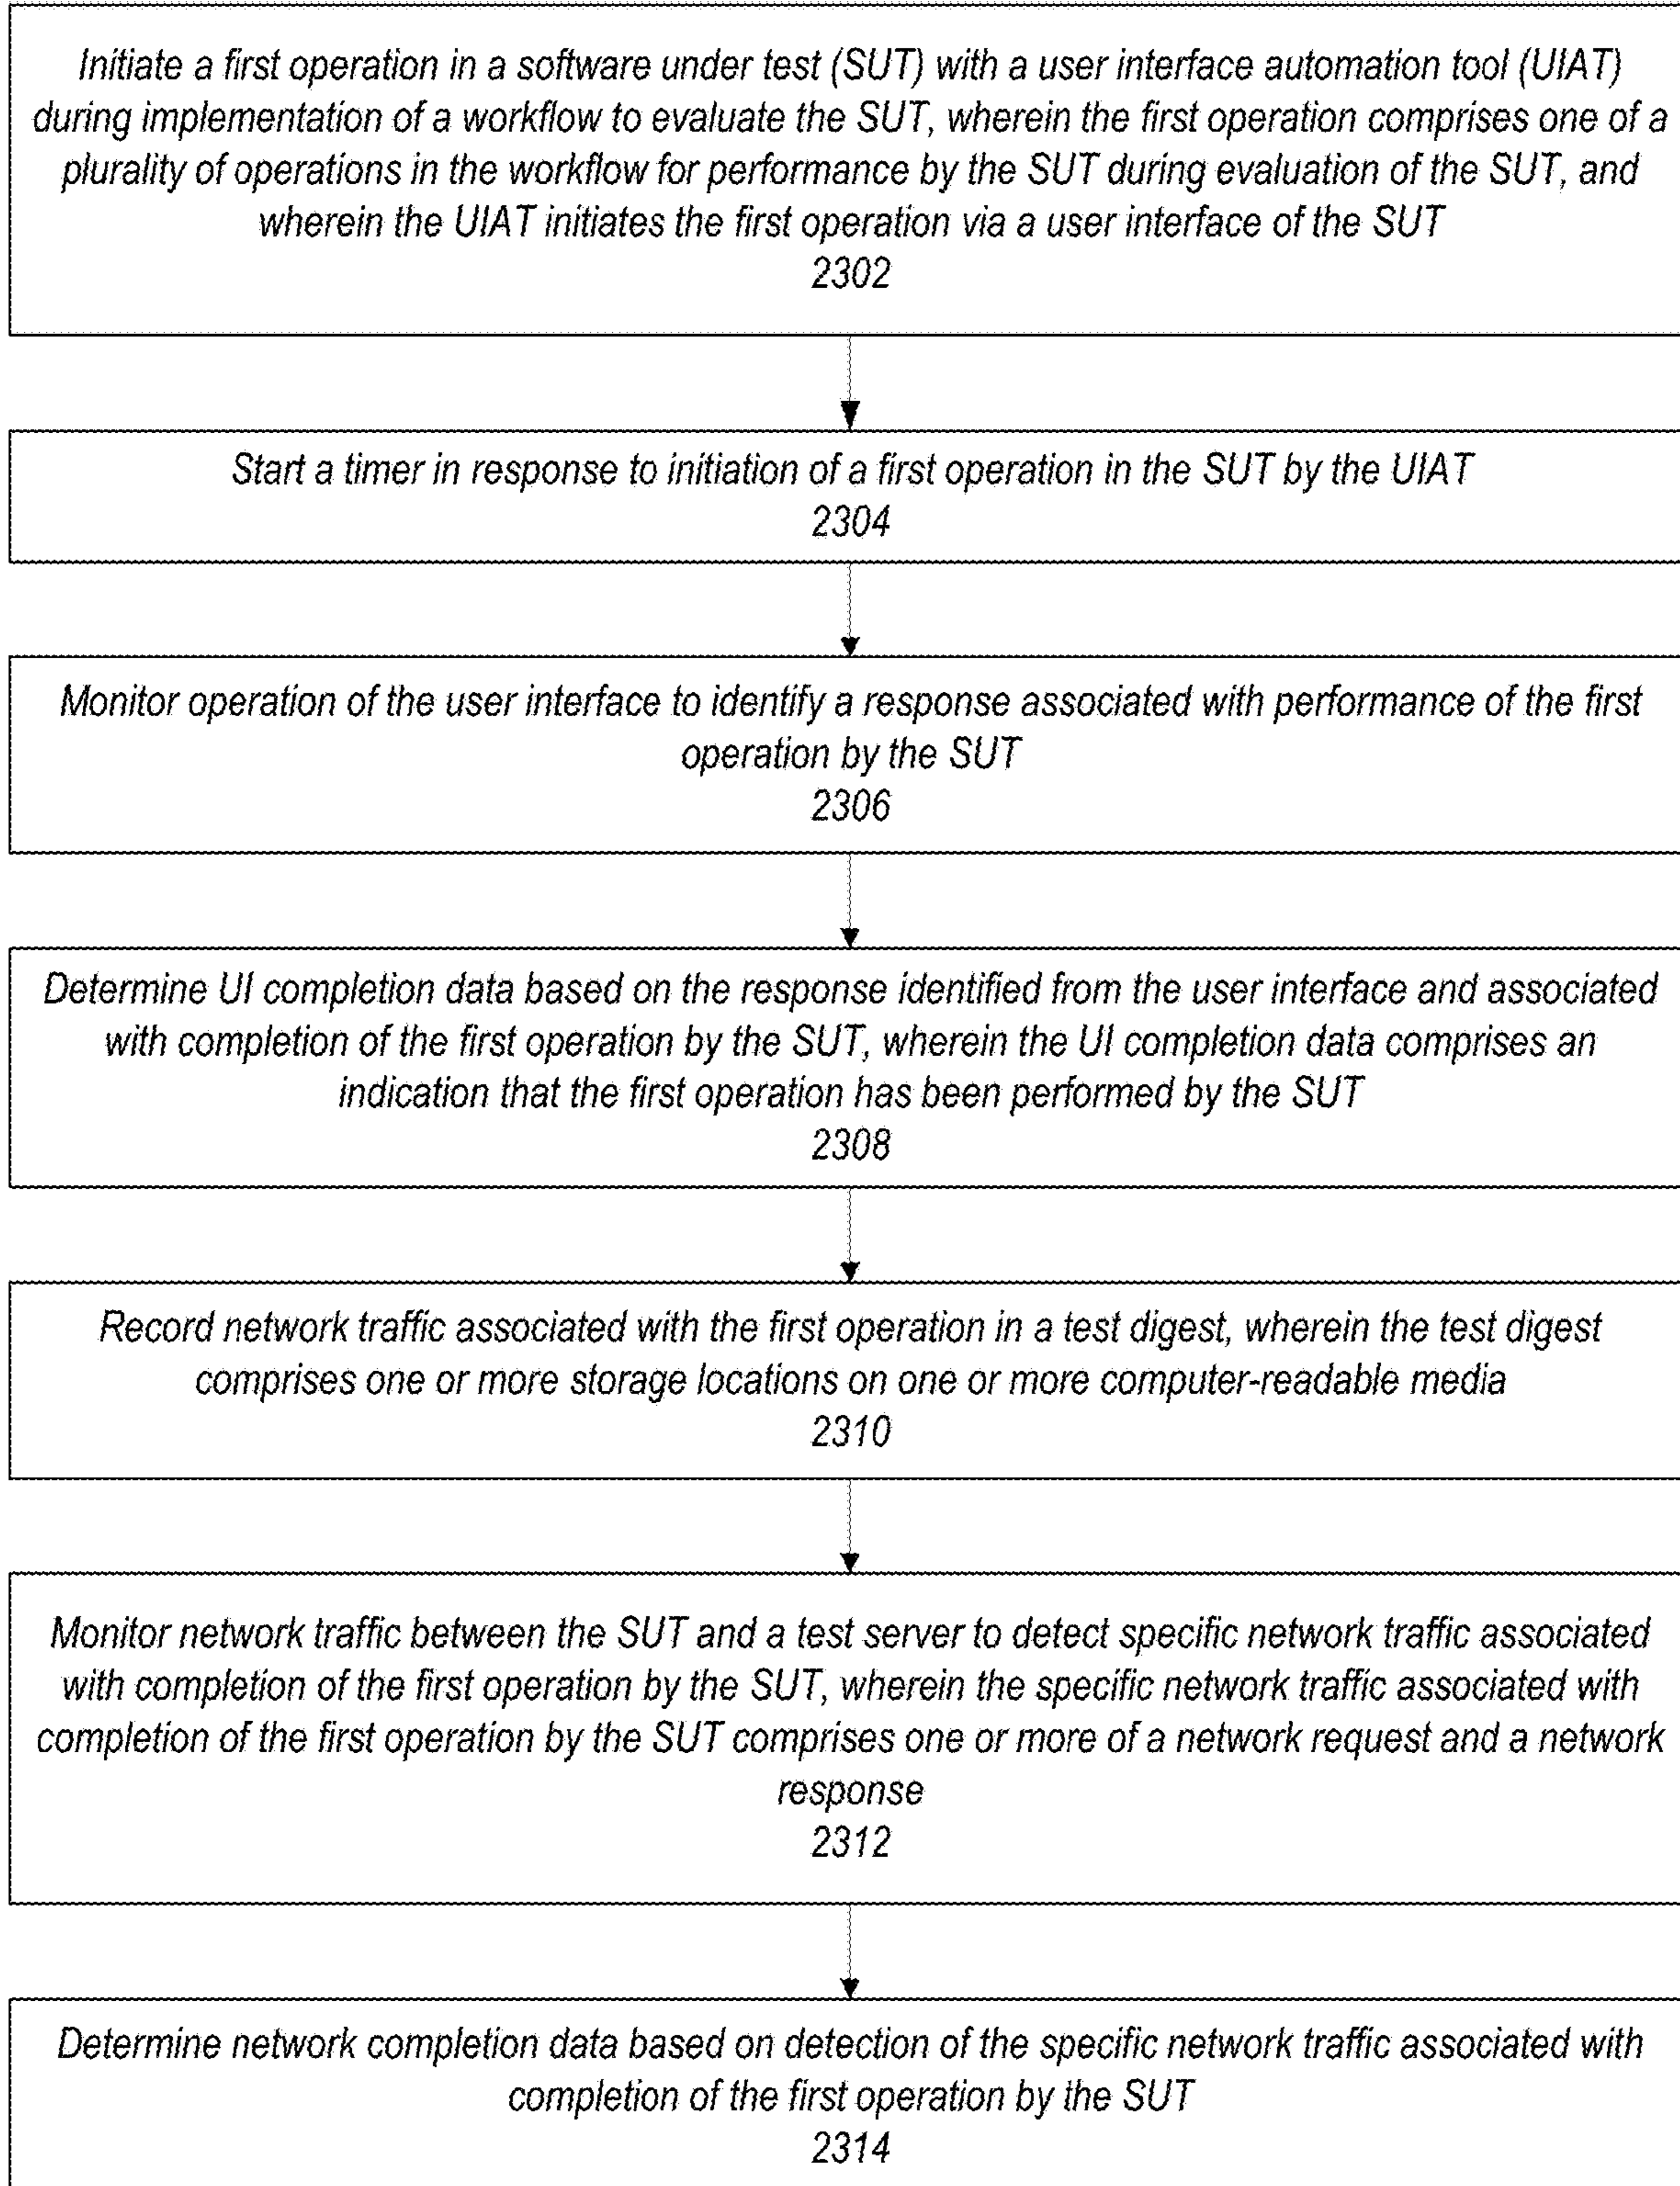 Initiate a first operation in a software under test (SUT) with a user interface automation tool (UIAT)
during implementation of a workflow to evaluate the SUT, wherein the first operation comprises one of a
plurality of operations in the workflow for performance by the SUT during evaluation of the SUT, and
wherein the UIAT initiates the first operation via a user interface of the SUT
2302
Start a timer in response to initiation of a first operation in the SUT by the UIAT
2304
Monitor operation of the user interface to identify a response associated with performance of the first
operation by the SUT
2306
Determine UI completion data based on the response identified from the user interface and associated
with completion of the first operation by the SUT, wherein the UI completion data comprises an
indication that the first operation has been performed by the SUT
2308
Record network traffic associated with the first operation in a test digest, wherein the test digest
comprises one or more storage locations on one or more computer-readable media
2310
Monitor network traffic between the SUT and a test server to detect specific network traffic associated
with completion of the first operation by the SUT, wherein the specific network traffic associated with
completion of the first operation by the SUT comprises one or more of a network request and a network
response
2312
Determine network completion data based on detection of the specific network traffic associated with
completion of the first operation by the SUT
2314